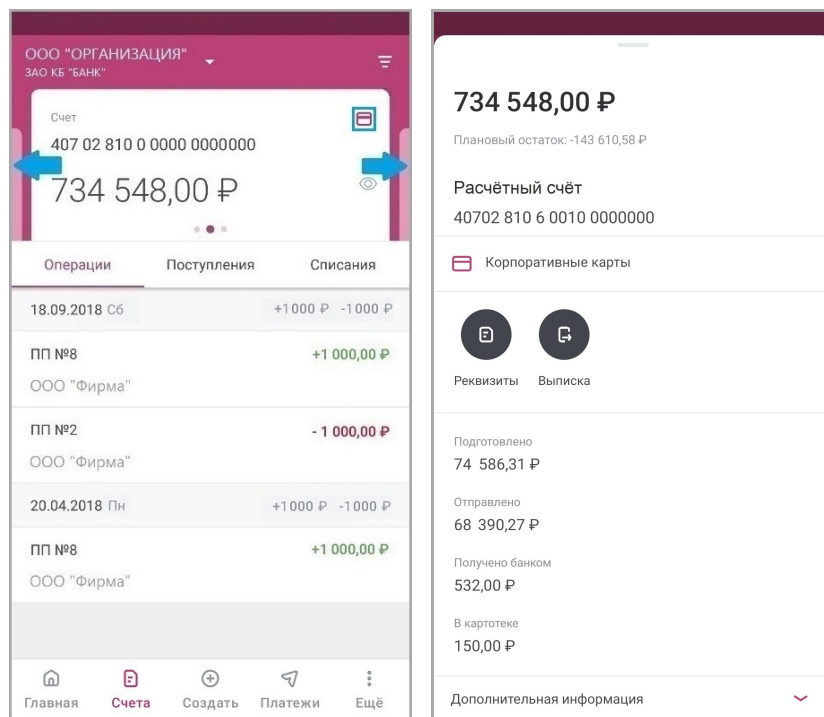 ООО "ОРГАНИЗАЦИЯ"
ЗАО КБ "БАНК"
Счет
407 02 810 0 0000 0000000
734 548,00 ₽
Операции Поступления Списания
18.09.2018 Сб +1000 ₽ -1000 ₽
ПП №8 +1 000,00 ₽
ООО "Фирма"
ПП №2 - 1 000,00 ₽
ООО "Фирма"
20.04.2018 Пн +1000 ₽ -1000 ₽
ПП №8 +1 000,00 ₽
ООО "Фирма"
Главная Счета Создать Платежи Ещё
734 548,00 ₽
Плановый остаток: -143 610,58 ₽
Расчётный счёт
40702 810 6 0010 0000000
Корпоративные карты
Реквизиты Выписка
Подготовлено
74 586,31 ₽
Отправлено
68 390,27 ₽
Получено банком
532,00 ₽
В картотеке
150,00 ₽
Дополнительная информация